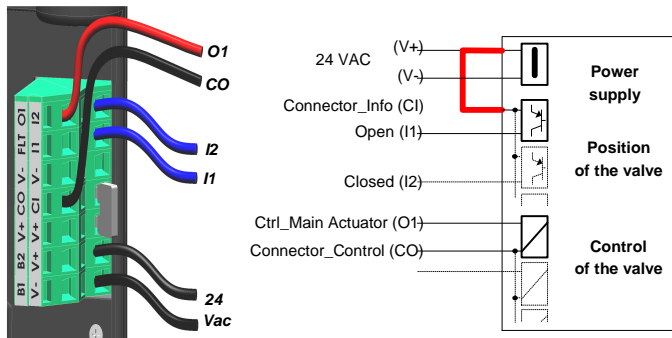 O1
CO
I2
I1
24
Vac
O1 I2
FLT I1
V- V-
CO CI
V+ V+
B2 V+
B1 V-
24 VAC
(V+)
(V-)
Connector_Info (CI)
Open (I1)
Closed (I2)
Ctrl_Main Actuator (O1)
Connector_Control (CO)
Power
supply
Position
of the valve
Control
of the valve